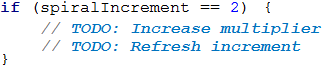 if (spiralIncrement == 2) {
    // TODO: Increase multiplier
    // TODO: Refresh increment
}